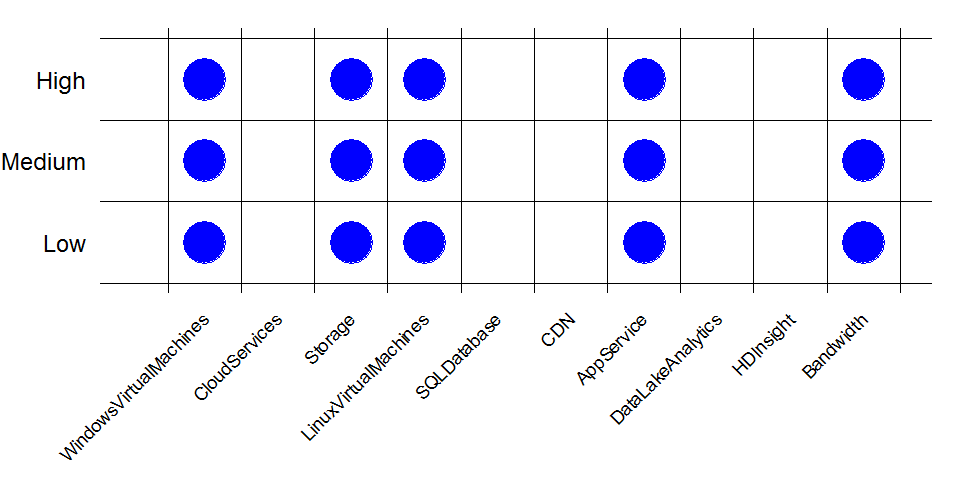 High
Medium
Low
WindowsVirtualMachines
CloudServices
Storage
LinuxVirtualMachines
SQLDatabase
CDN
AppService
DataLakeAnalytics
HDInsight
Bandwidth